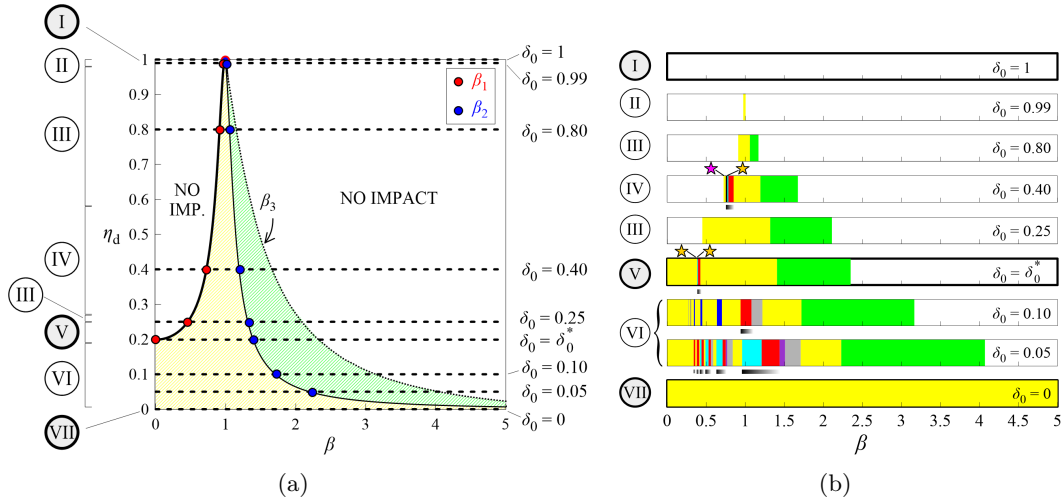 I
II
III
IV
III
V
VI
VII
1
0.9
0.8
0.7
0.6
η_d
0.5
0.4
0.3
0.2
0.1
0
NO IMP.
β_3
NO IMPACT
β_1
β_2
δ_0 = 1
δ_0 = 0.99
δ_0 = 0.80
δ_0 = 0.40
δ_0 = 0.25
δ_0 = δ_0^*
δ_0 = 0.10
δ_0 = 0.05
δ_0 = 0
0 1 2 3 4 5
β
(a)
I δ_0 = 1
II δ_0 = 0.99
III δ_0 = 0.80
IV δ_0 = 0.40
III δ_0 = 0.25
V δ_0 = δ_0^*
VI δ_0 = 0.10
δ_0 = 0.05
VII δ_0 = 0
0 0.5 1 1.5 2 2.5 3 3.5 4 4.5 5
β
(b)